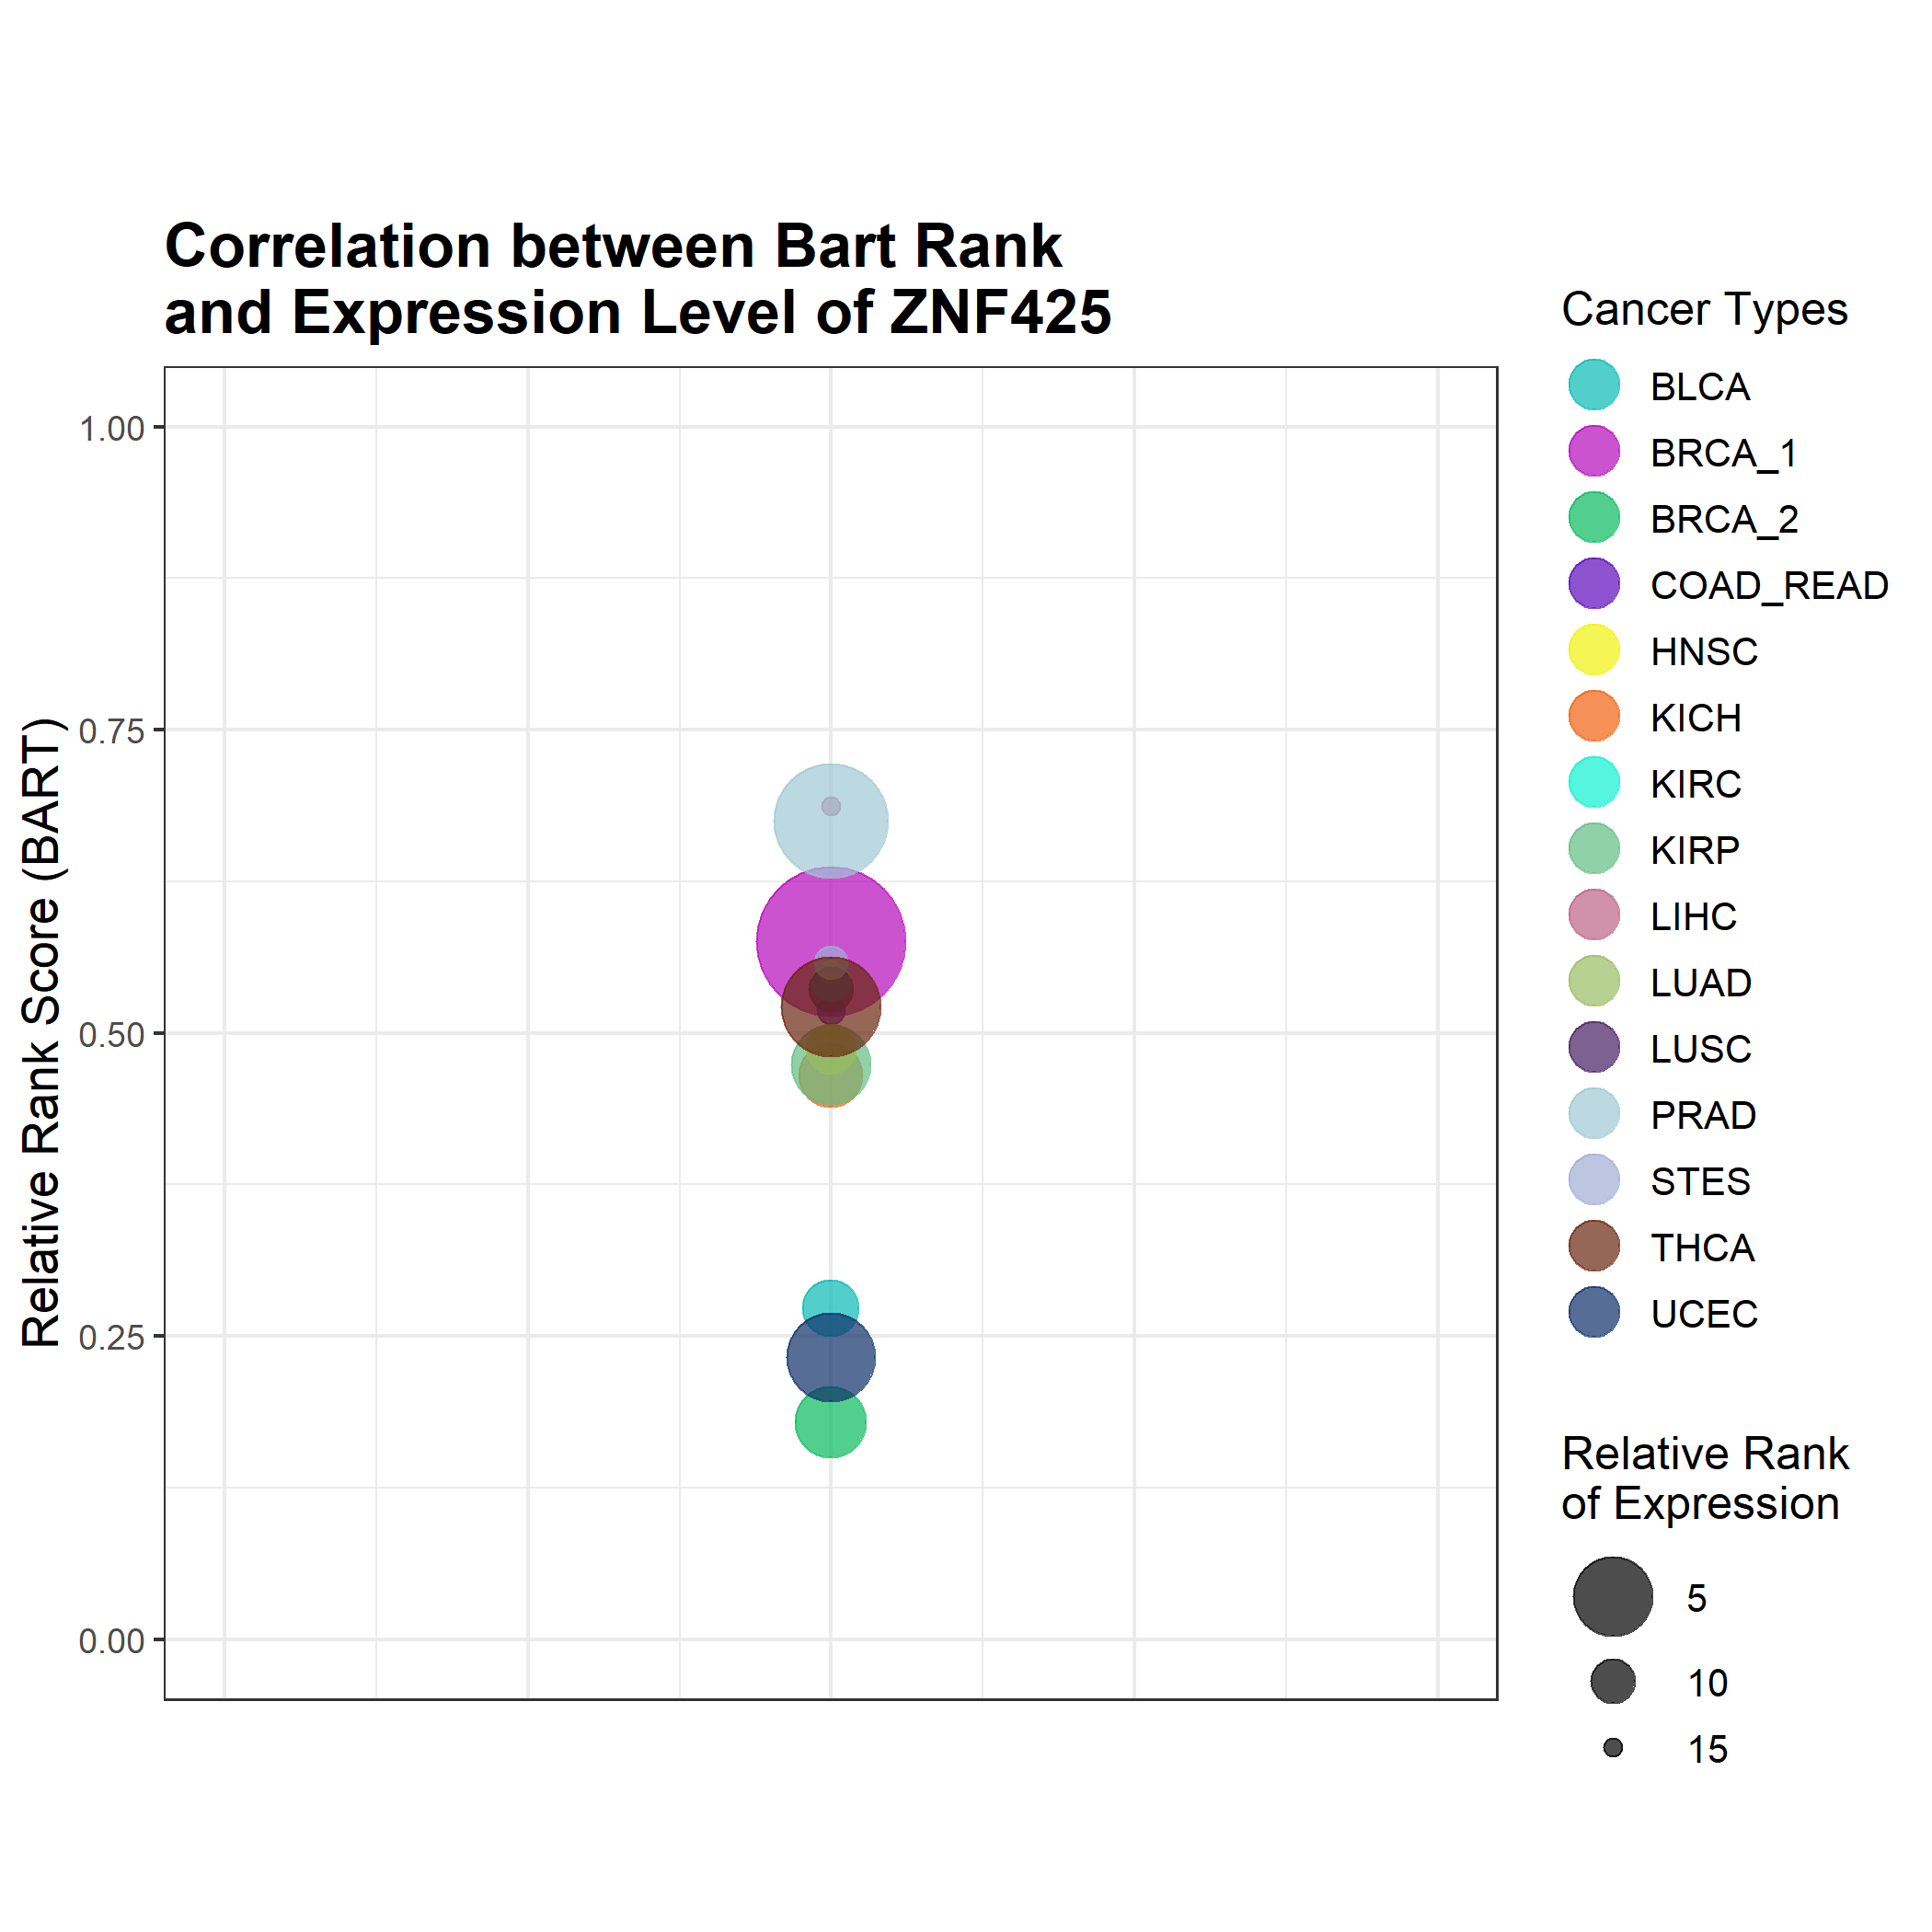 Correlation between Bart Rank
and Expression Level of ZNF425
Relative Rank Score (BART)
1.00
0.75
0.50
0.25
0.00
Cancer Types
BLCA
BRCA_1
BRCA_2
COAD_READ
HNSC
KICH
KIRC
KIRP
LIHC
LUAD
LUSC
PRAD
STES
THCA
UCEC
Relative Rank
of Expression
5
10
15